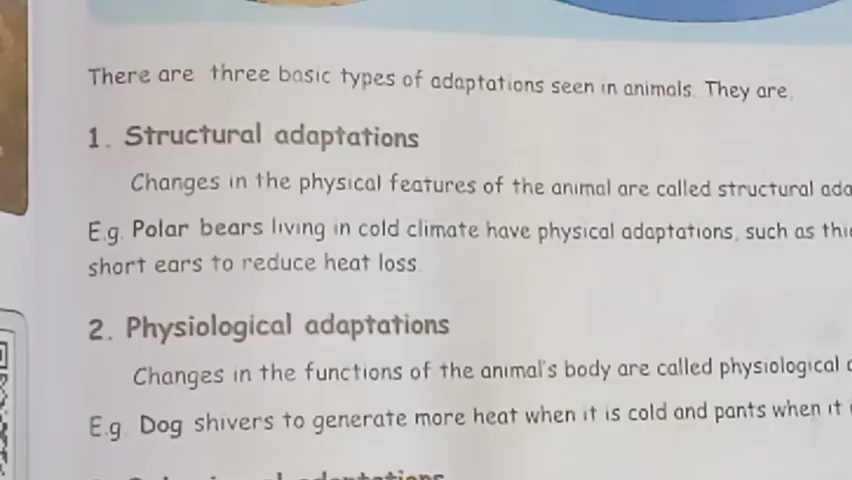 There are three basic types of adaptations seen in animals. They are,
1. Structural adaptations
Changes in the physical features of the animal are called structural
E.g. Polar bears living in cold climate have physical adaptations, such as
short ears to reduce heat loss.
2. Physiological adaptations
Changes in the functions of the animal's body are called physiological
E.g. Dog shivers to generate more heat when it is cold and pants when it
adaptations